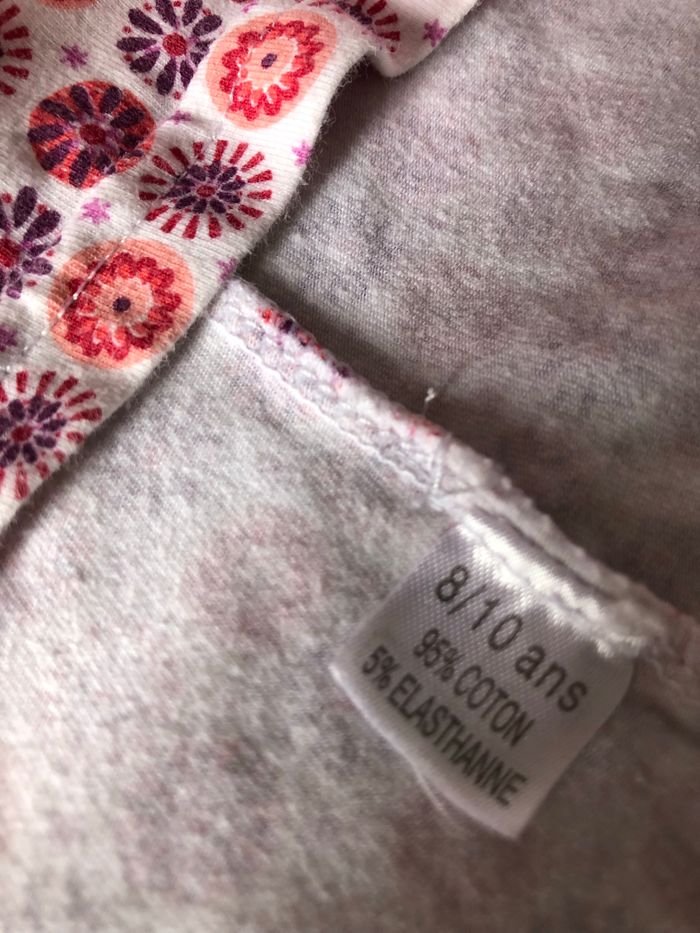 8/10 ans
95% COTON
5% ELASTHANNE